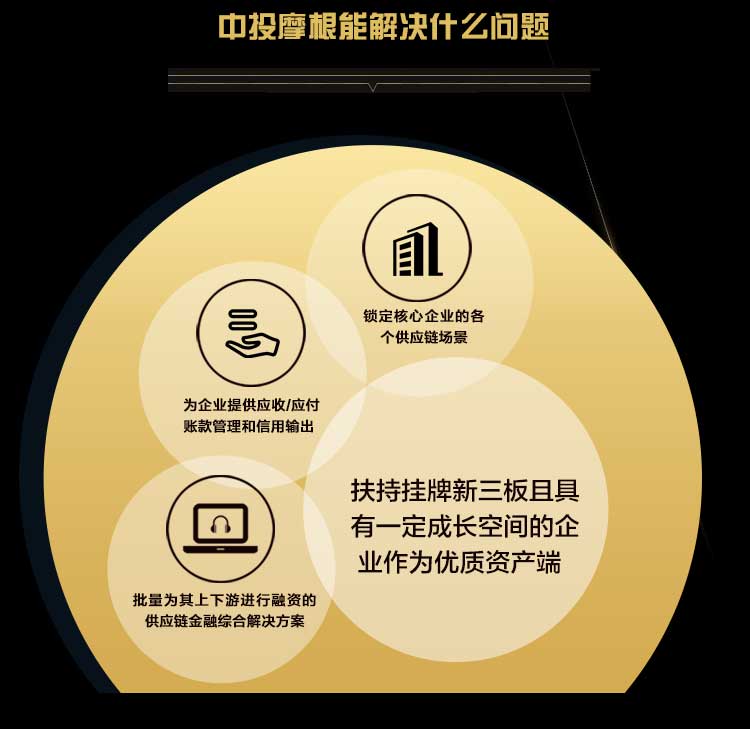 中投摩根能解决什么问题
锁定核心企业的各
个供应链场景
为企业提供应收/应付
账款管理和信用输出
扶持挂牌新三板且具
有一定成长空间的企
业作为优质资产端
批量为其上下游进行融资的
供应链金融综合解决方案